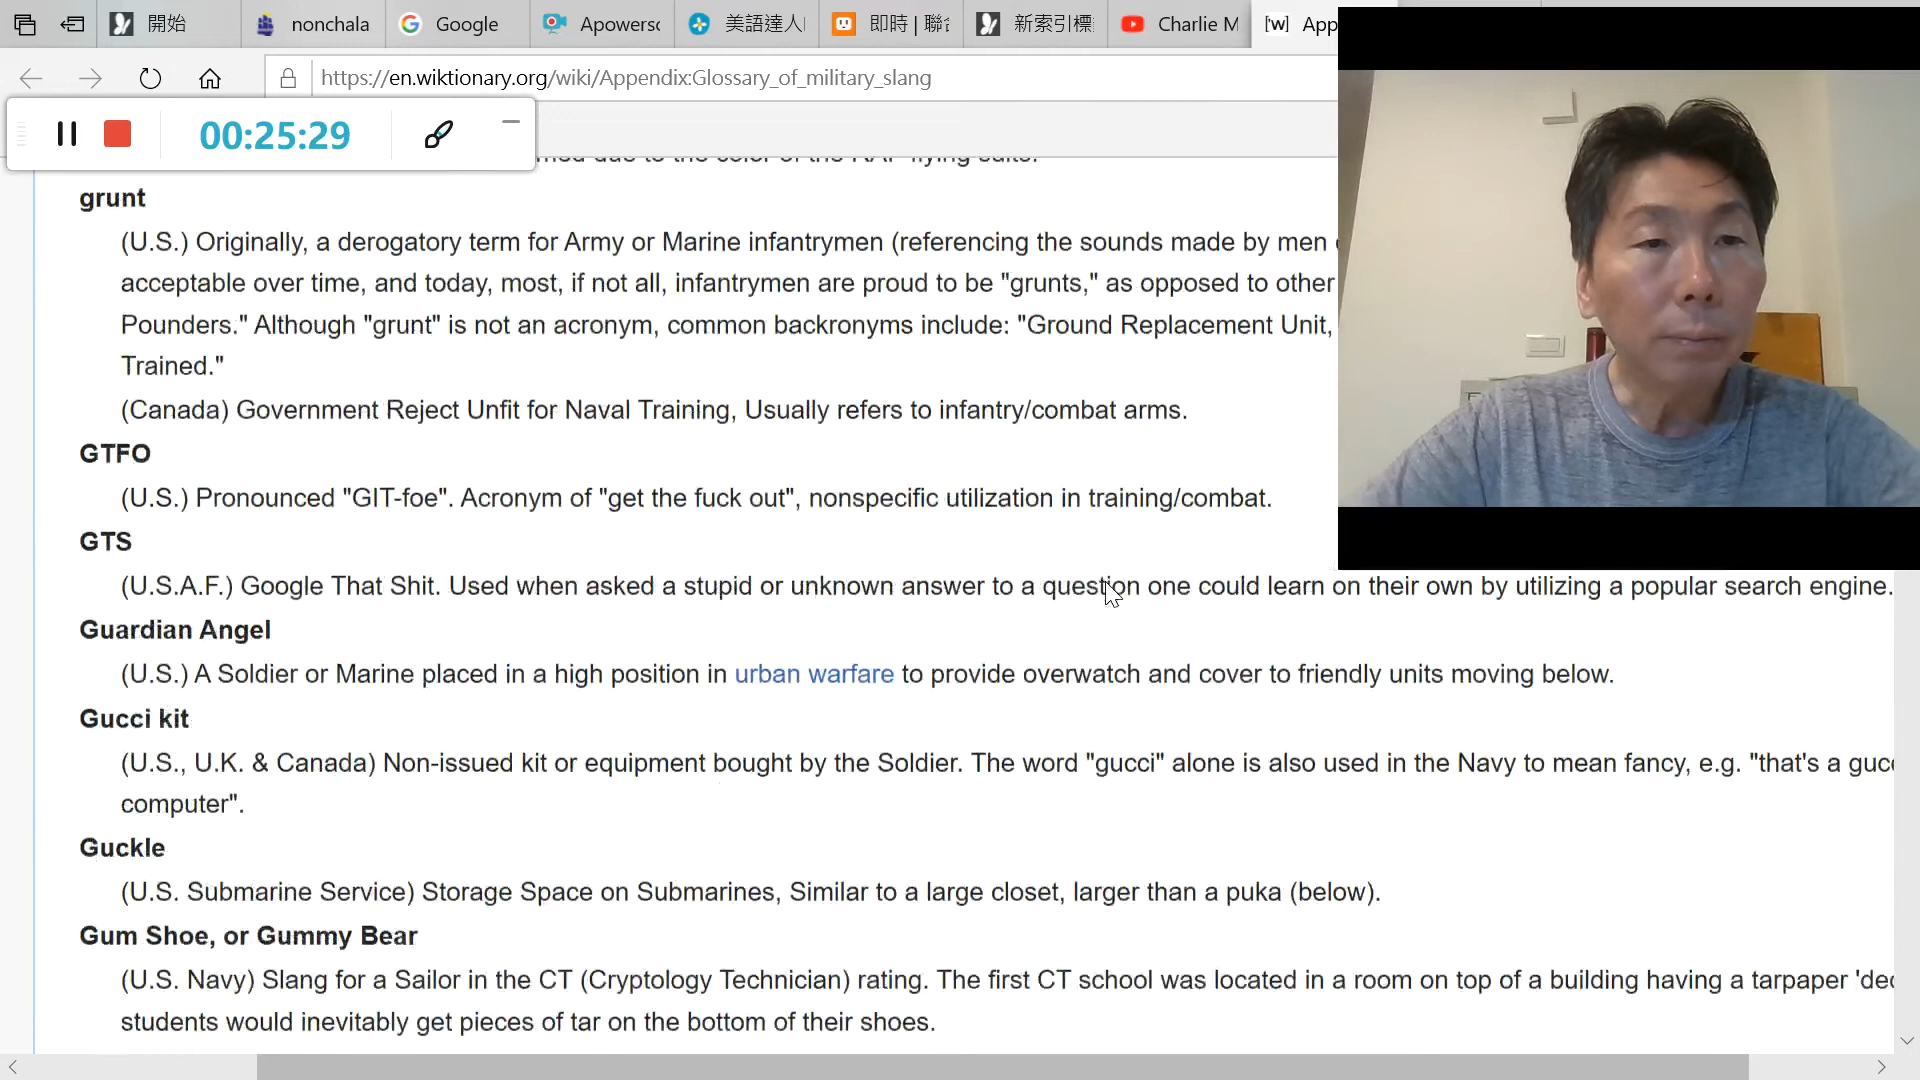 開始
nonchala
Google
Apowersc
美語達人
即時 | 聯
新索引標
Charlie M
App
https://en.wiktionary.org/wiki/Appendix:Glossary_of_military_slang
00:25:29
due to the color of the RAF flying suits.
grunt
(U.S.) Originally, a derogatory term for Army or Marine infantrymen (referencing the sounds made by men
acceptable over time, and today, most, if not all, infantrymen are proud to be "grunts," as opposed to other
Pounders." Although "grunt" is not an acronym, common backronyms include: "Ground Replacement Unit,
Trained."
(Canada) Government Reject Unfit for Naval Training, Usually refers to infantry/combat arms.
GTFO
(U.S.) Pronounced "GIT-foe". Acronym of "get the fuck out", nonspecific utilization in training/combat.
GTS
(U.S.A.F.) Google That Shit. Used when asked a stupid or unknown answer to a question one could learn on their own by utilizing a popular search engine.
Guardian Angel
(U.S.) A Soldier or Marine placed in a high position in urban warfare to provide overwatch and cover to friendly units moving below.
Gucci kit
(U.S., U.K. & Canada) Non-issued kit or equipment bought by the Soldier. The word "gucci" alone is also used in the Navy to mean fancy, e.g. "that's a guc
computer".
Guckle
(U.S. Submarine Service) Storage Space on Submarines, Similar to a large closet, larger than a puka (below).
Gum Shoe, or Gummy Bear
(U.S. Navy) Slang for a Sailor in the CT (Cryptology Technician) rating. The first CT school was located in a room on top of a building having a tarpaper 'dec
students would inevitably get pieces of tar on the bottom of their shoes.